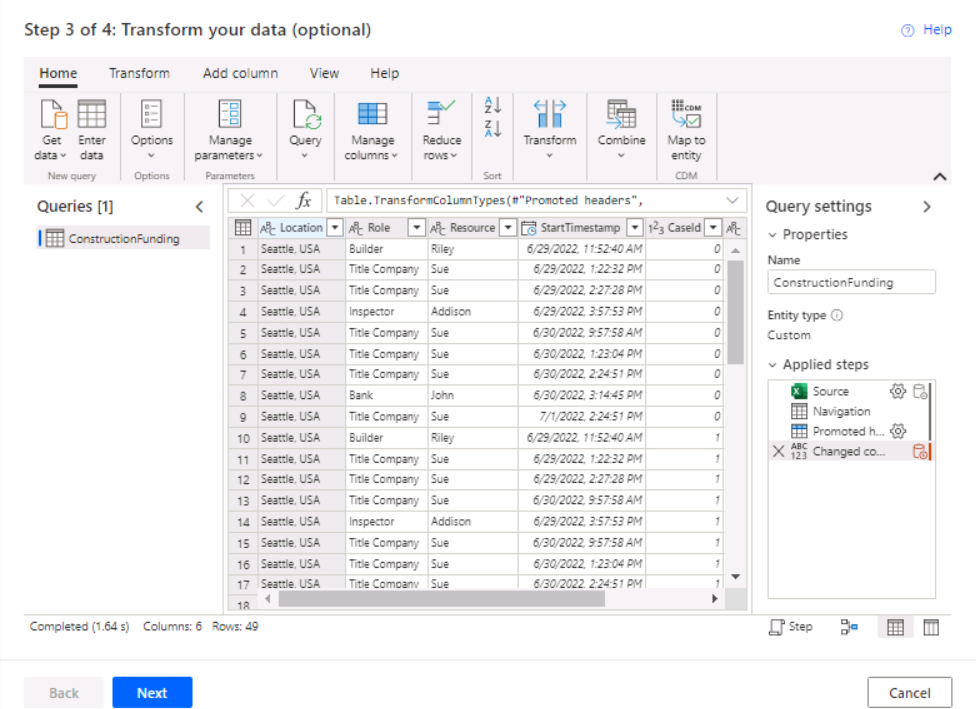 Step 3 of 4: Transform your data (optional)
Help
Home Transform Add column View Help
Get data Enter data Options Manage parameters Query Manage columns Reduce rows Transform Combine Map to entity
New query Options Parameters Sort CDM
Queries [1]
ConstructionFunding
fx Table.TransformColumnTypes(#"Promoted headers",
Location Role Resource StartTimestamp CaseId
1 Seattle, USA Builder Riley 6/29/2022, 11:52:40 AM 0
2 Seattle, USA Title Company Sue 6/29/2022, 1:22:32 PM 0
3 Seattle, USA Title Company Sue 6/29/2022, 2:27:28 PM 0
4 Seattle, USA Inspector Addison 6/29/2022, 3:57:53 PM 0
5 Seattle, USA Title Company Sue 6/30/2022, 9:57:58 AM 0
6 Seattle, USA Title Company Sue 6/30/2022, 1:23:04 PM 0
7 Seattle, USA Title Company Sue 6/30/2022, 2:24:51 PM 0
8 Seattle, USA Bank John 6/30/2022, 3:14:45 PM 0
9 Seattle, USA Title Company Sue 7/1/2022, 2:24:51 PM 0
10 Seattle, USA Builder Riley 6/29/2022, 11:52:40 AM 1
11 Seattle, USA Title Company Sue 6/29/2022, 1:22:32 PM 1
12 Seattle, USA Title Company Sue 6/29/2022, 2:27:28 PM 1
13 Seattle, USA Title Company Sue 6/30/2022, 9:57:58 AM 1
14 Seattle, USA Inspector Addison 6/29/2022, 3:57:53 PM 1
15 Seattle, USA Title Company Sue 6/30/2022, 9:57:58 AM 1
16 Seattle, USA Title Company Sue 6/30/2022, 1:23:04 PM 1
17 Seattle, USA Title Company Sue 6/30/2022, 2:24:51 PM 1
18
Query settings
Properties
Name
ConstructionFunding
Entity type
Custom
Applied steps
Source
Navigation
Promoted h...
ABC 123 Changed co...
Completed (1.64 s) Columns: 6 Rows: 49
Step
Back Next Cancel